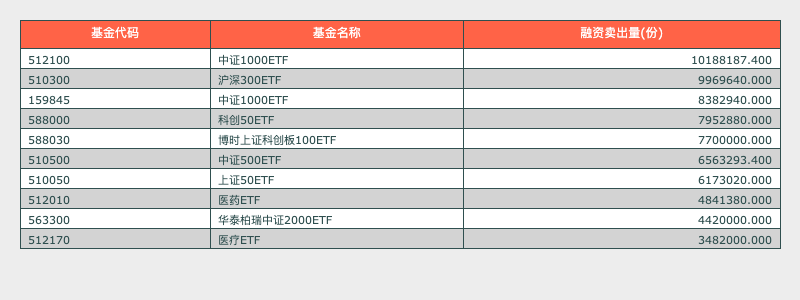 基金代码 基金名称 融资卖出量(份)
512100 中证1000ETF 10188187.400
510300 沪深300ETF 9969640.000
159845 中证1000ETF 8382940.000
588000 科创50ETF 7952880.000
588030 博时上证科创板100ETF 7700000.000
510500 中证500ETF 6563293.400
510050 上证50ETF 6173020.000
512010 医药ETF 4841380.000
563300 华泰柏瑞中证2000ETF 4420000.000
512170 医疗ETF 3482000.000